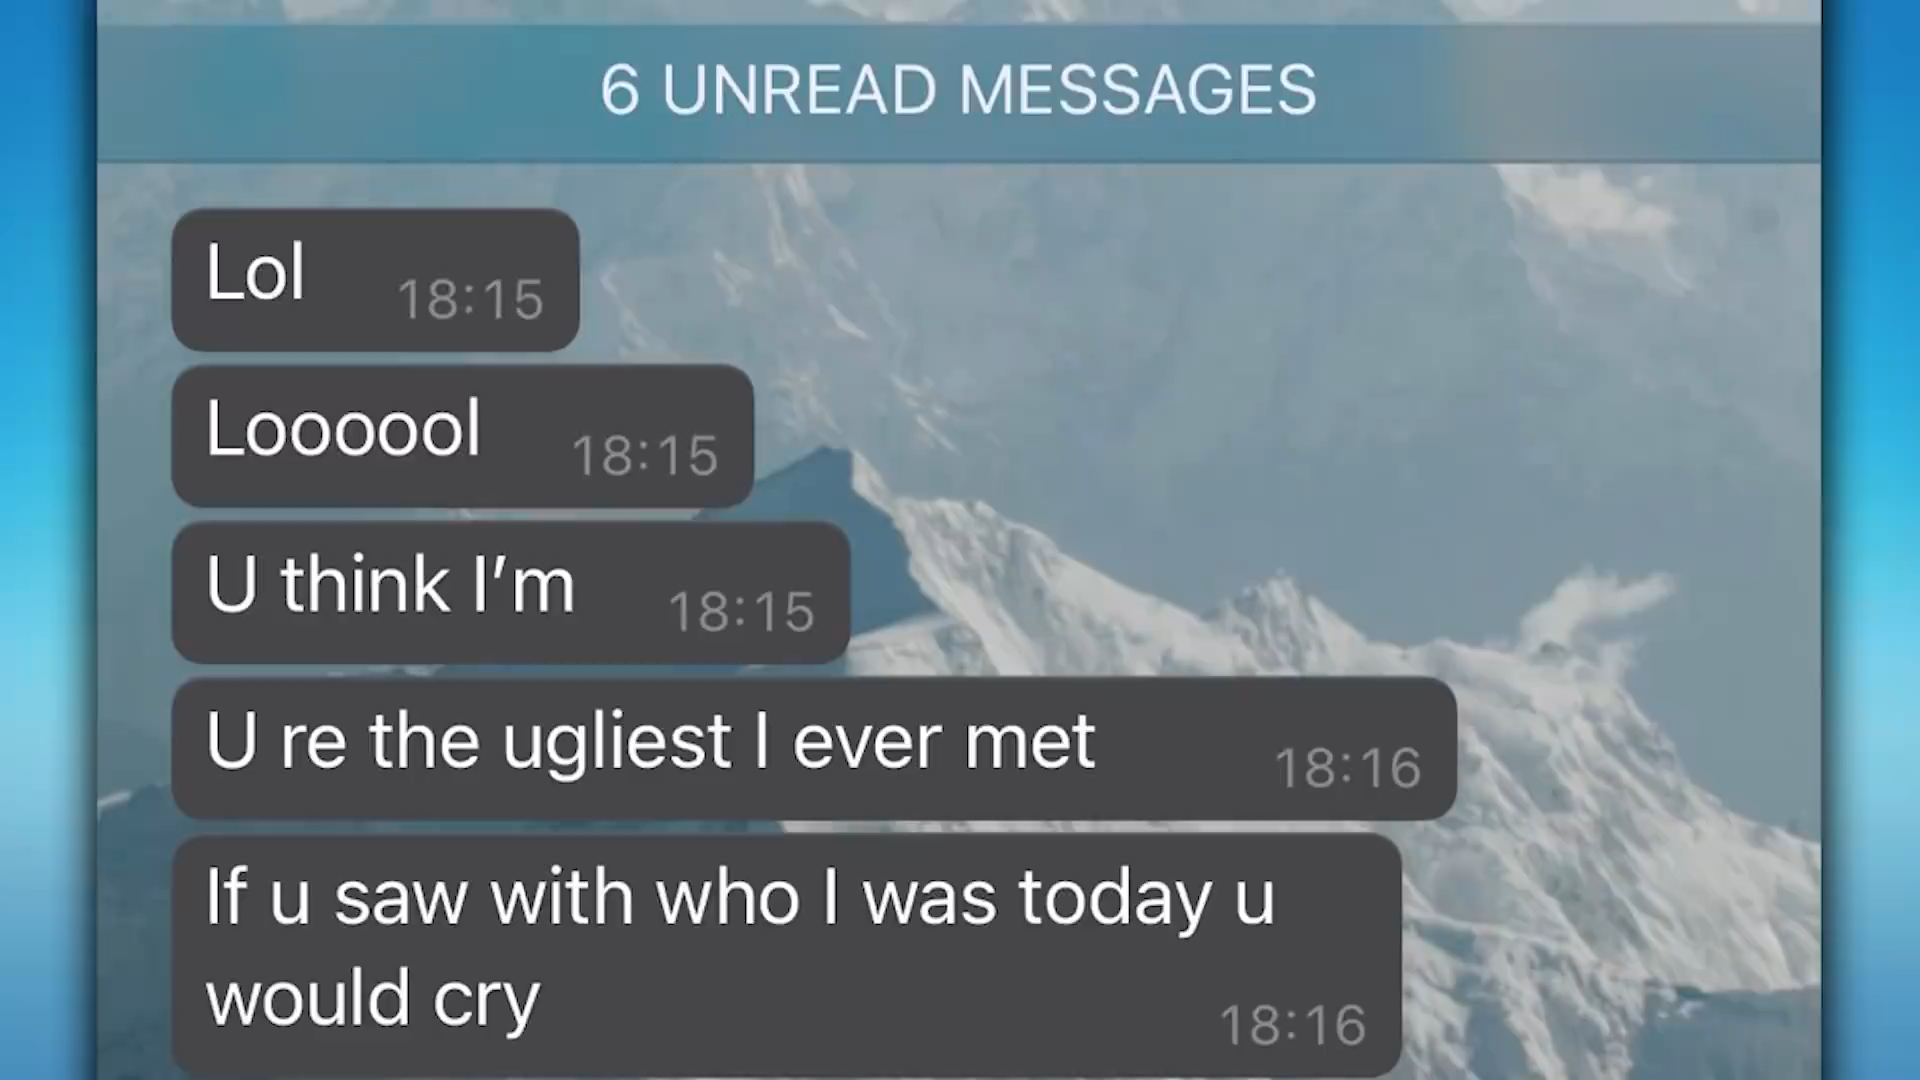 6 UNREAD MESSAGES
Lol 18:15
Loooool 18:15
U think I’m 18:15
U re the ugliest I ever met 18:16
If u saw with who I was today u
would cry 18:16